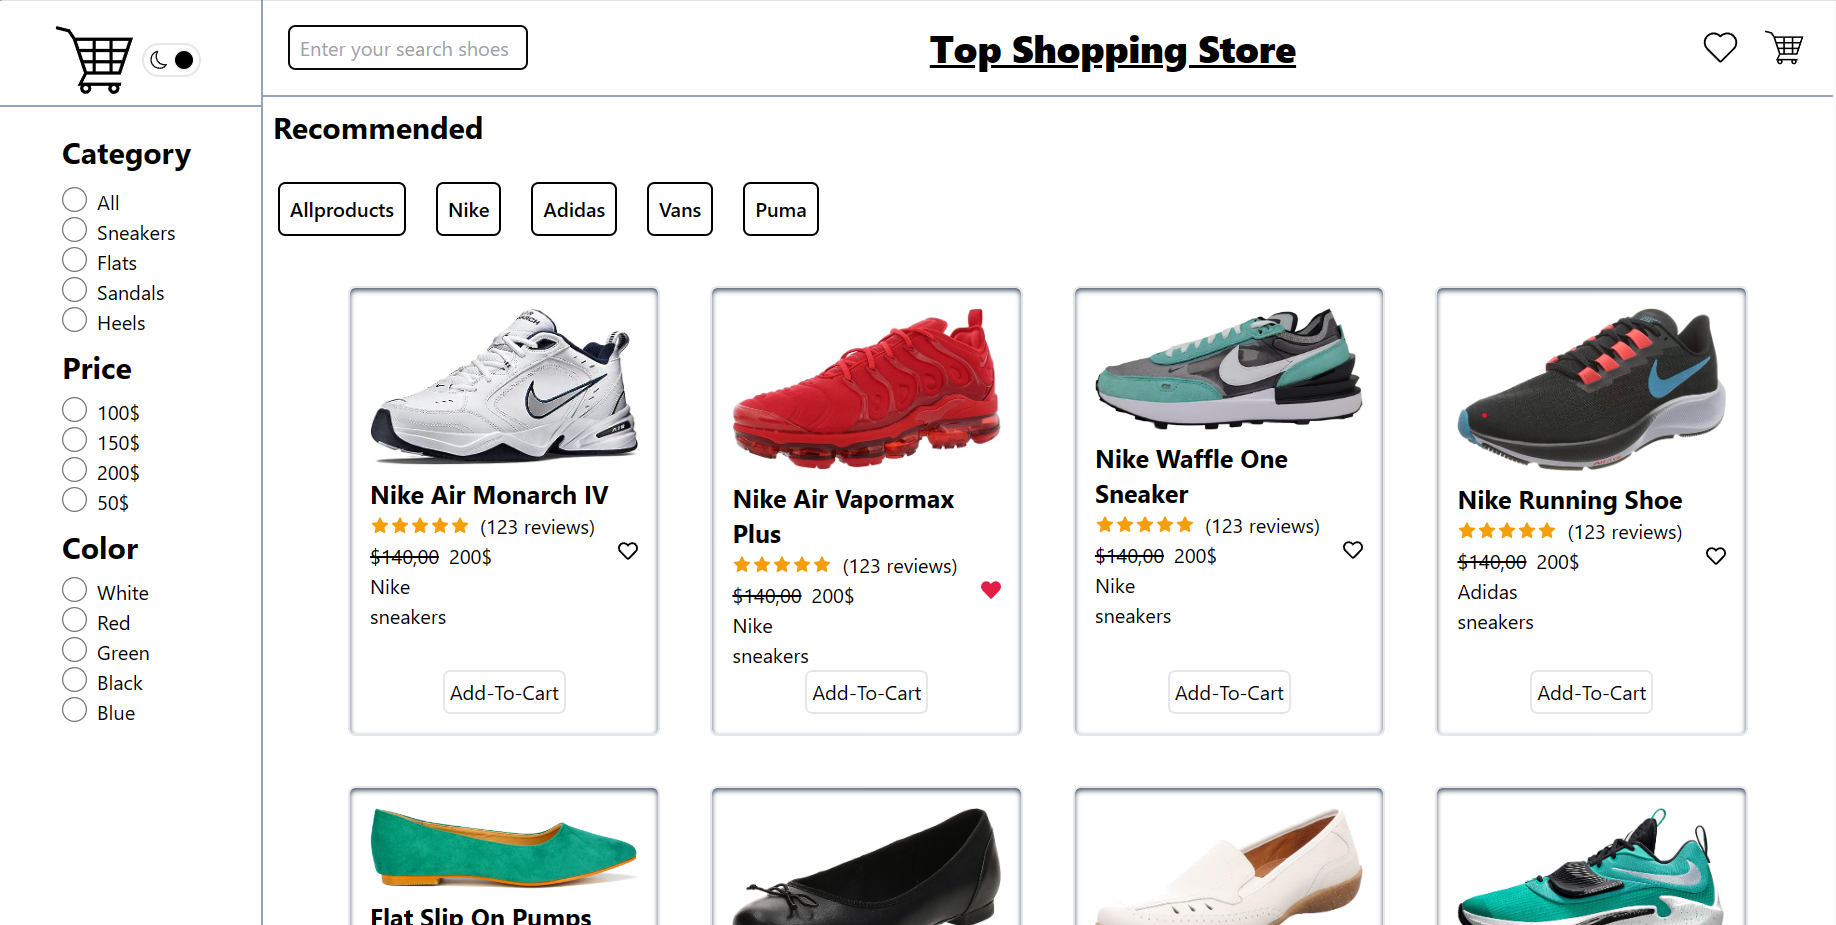 Enter your search shoes
Top Shopping Store
Category
All
Sneakers
Flats
Sandals
Heels
Price
100$
150$
200$
50$
Color
White
Red
Green
Black
Blue
Recommended
Allproducts
Nike
Adidas
Vans
Puma
Nike Air Monarch IV
(123 reviews)
$140,00 200$
Nike
sneakers
Add-To-Cart
Nike Air Vapormax
Plus
(123 reviews)
$140,00 200$
Nike
sneakers
Add-To-Cart
Nike Waffle One
Sneaker
(123 reviews)
$140,00 200$
Nike
sneakers
Add-To-Cart
Nike Running Shoe
(123 reviews)
$140,00 200$
Adidas
sneakers
Add-To-Cart
Flat Slip On Pumps